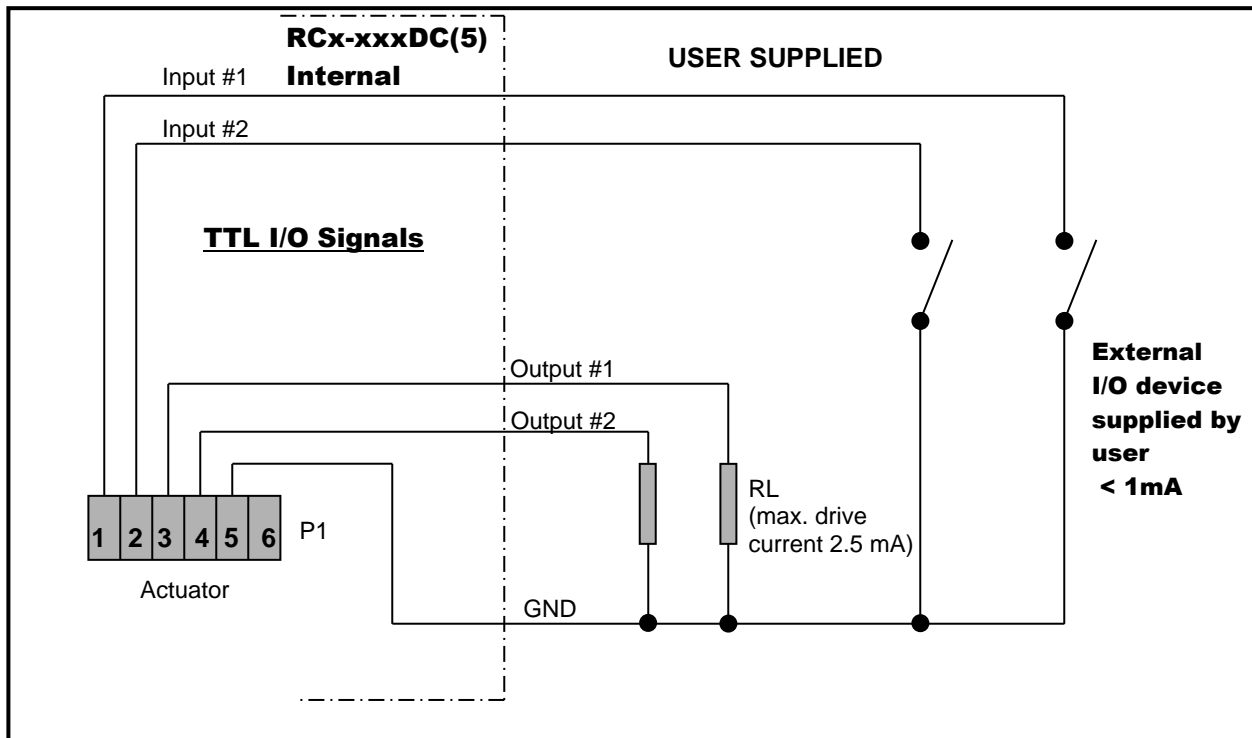 RCx-xxxDC(5)
Internal
USER SUPPLIED
Input #1
Input #2
TTL I/O Signals
Output #1
Output #2
External
I/O device
supplied by
user
< 1mA
RL
(max. drive
current 2.5 mA)
1 2 3 4 5 6
P1
Actuator
GND